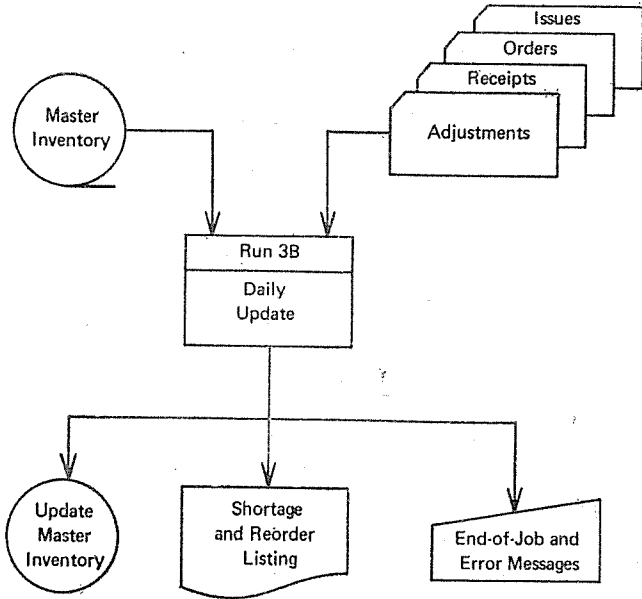 Issues
Orders
Receipts
Adjustments
Master
Inventory
Run 3B
Daily
Update
Update
Master
Inventory
Shortage
and Reorder
Listing
End-of-Job and
Error Messages